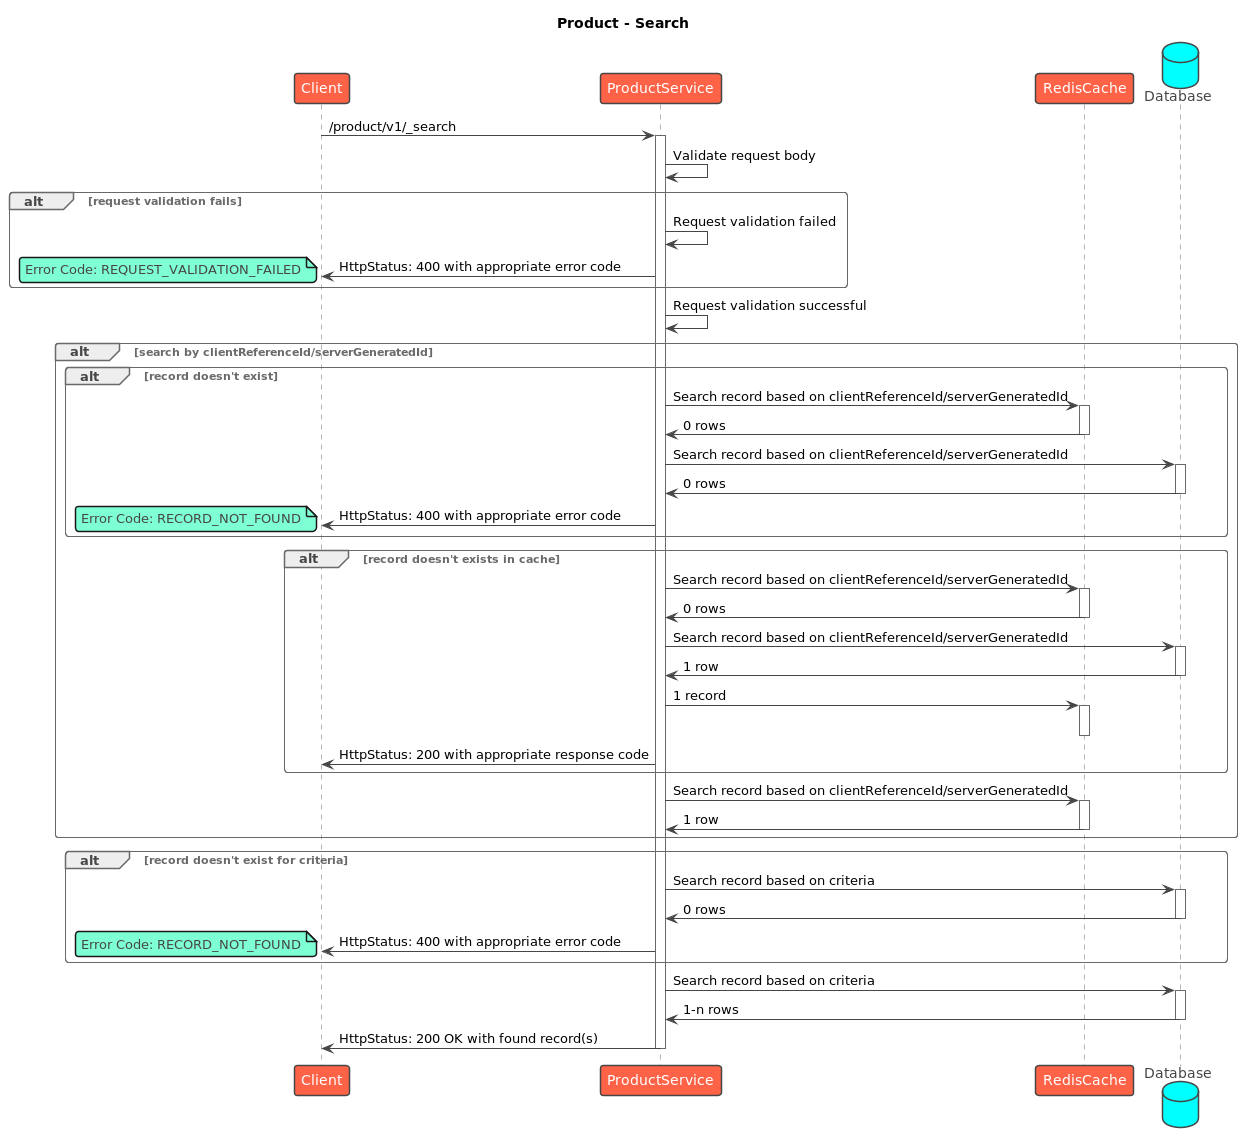 Product - Search
Client
ProductService
RedisCache
Database
/product/v1/_search
Validate request body
alt
[request validation fails]
Request validation failed
Error Code: REQUEST_VALIDATION_FAILED
HttpStatus: 400 with appropriate error code
Request validation successful
alt
[search by clientReferenceId/serverGeneratedId]
alt
[record doesn't exist]
Search record based on clientReferenceId/serverGeneratedId
0 rows
Search record based on clientReferenceId/serverGeneratedId
0 rows
Error Code: RECORD_NOT_FOUND
HttpStatus: 400 with appropriate error code
alt
[record doesn't exists in cache]
Search record based on clientReferenceId/serverGeneratedId
0 rows
Search record based on clientReferenceId/serverGeneratedId
1 row
1 record
HttpStatus: 200 with appropriate response code
Search record based on clientReferenceId/serverGeneratedId
1 row
alt
[record doesn't exist for criteria]
Search record based on criteria
0 rows
Error Code: RECORD_NOT_FOUND
HttpStatus: 400 with appropriate error code
Search record based on criteria
1-n rows
HttpStatus: 200 OK with found record(s)
Client
ProductService
RedisCache
Database